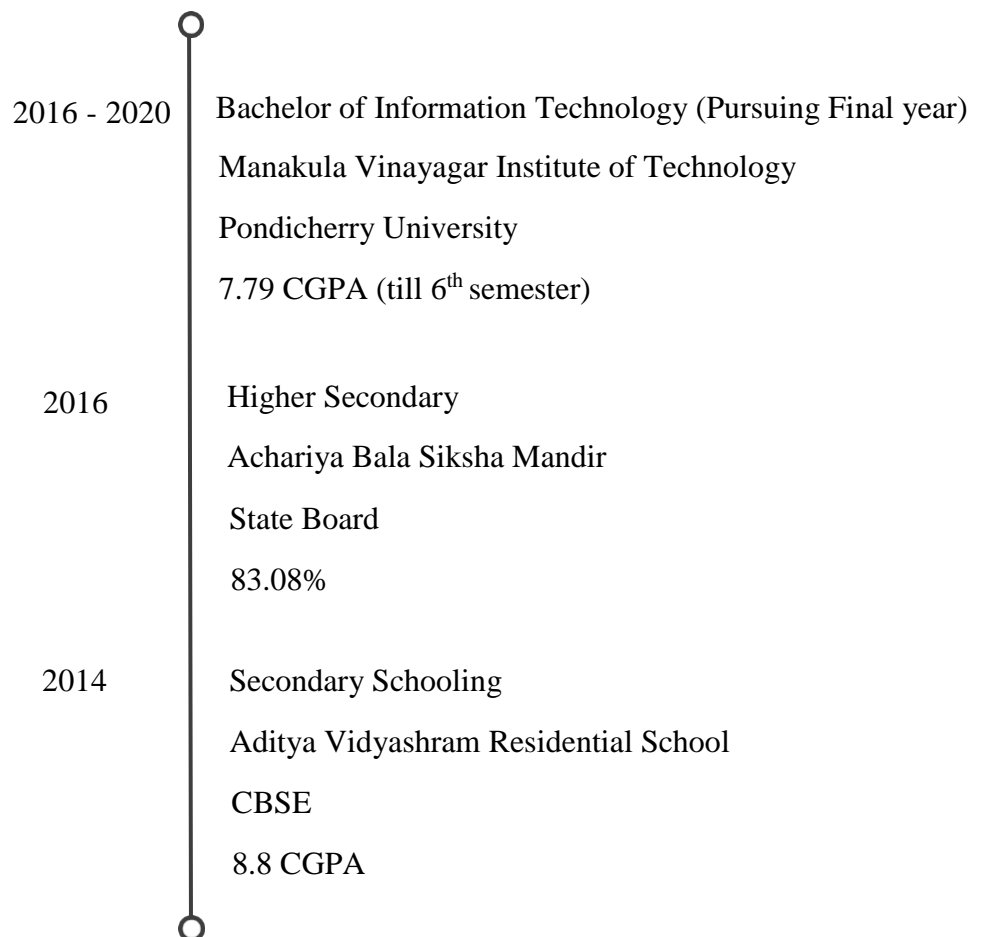 2016 - 2020 Bachelor of Information Technology (Pursuing Final year)
Manakula Vinayagar Institute of Technology
Pondicherry University
7.79 CGPA (till 6th semester)
2016 Higher Secondary
Achariya Bala Siksha Mandir
State Board
83.08%
2014 Secondary Schooling
Aditya Vidyashram Residential School
CBSE
8.8 CGPA